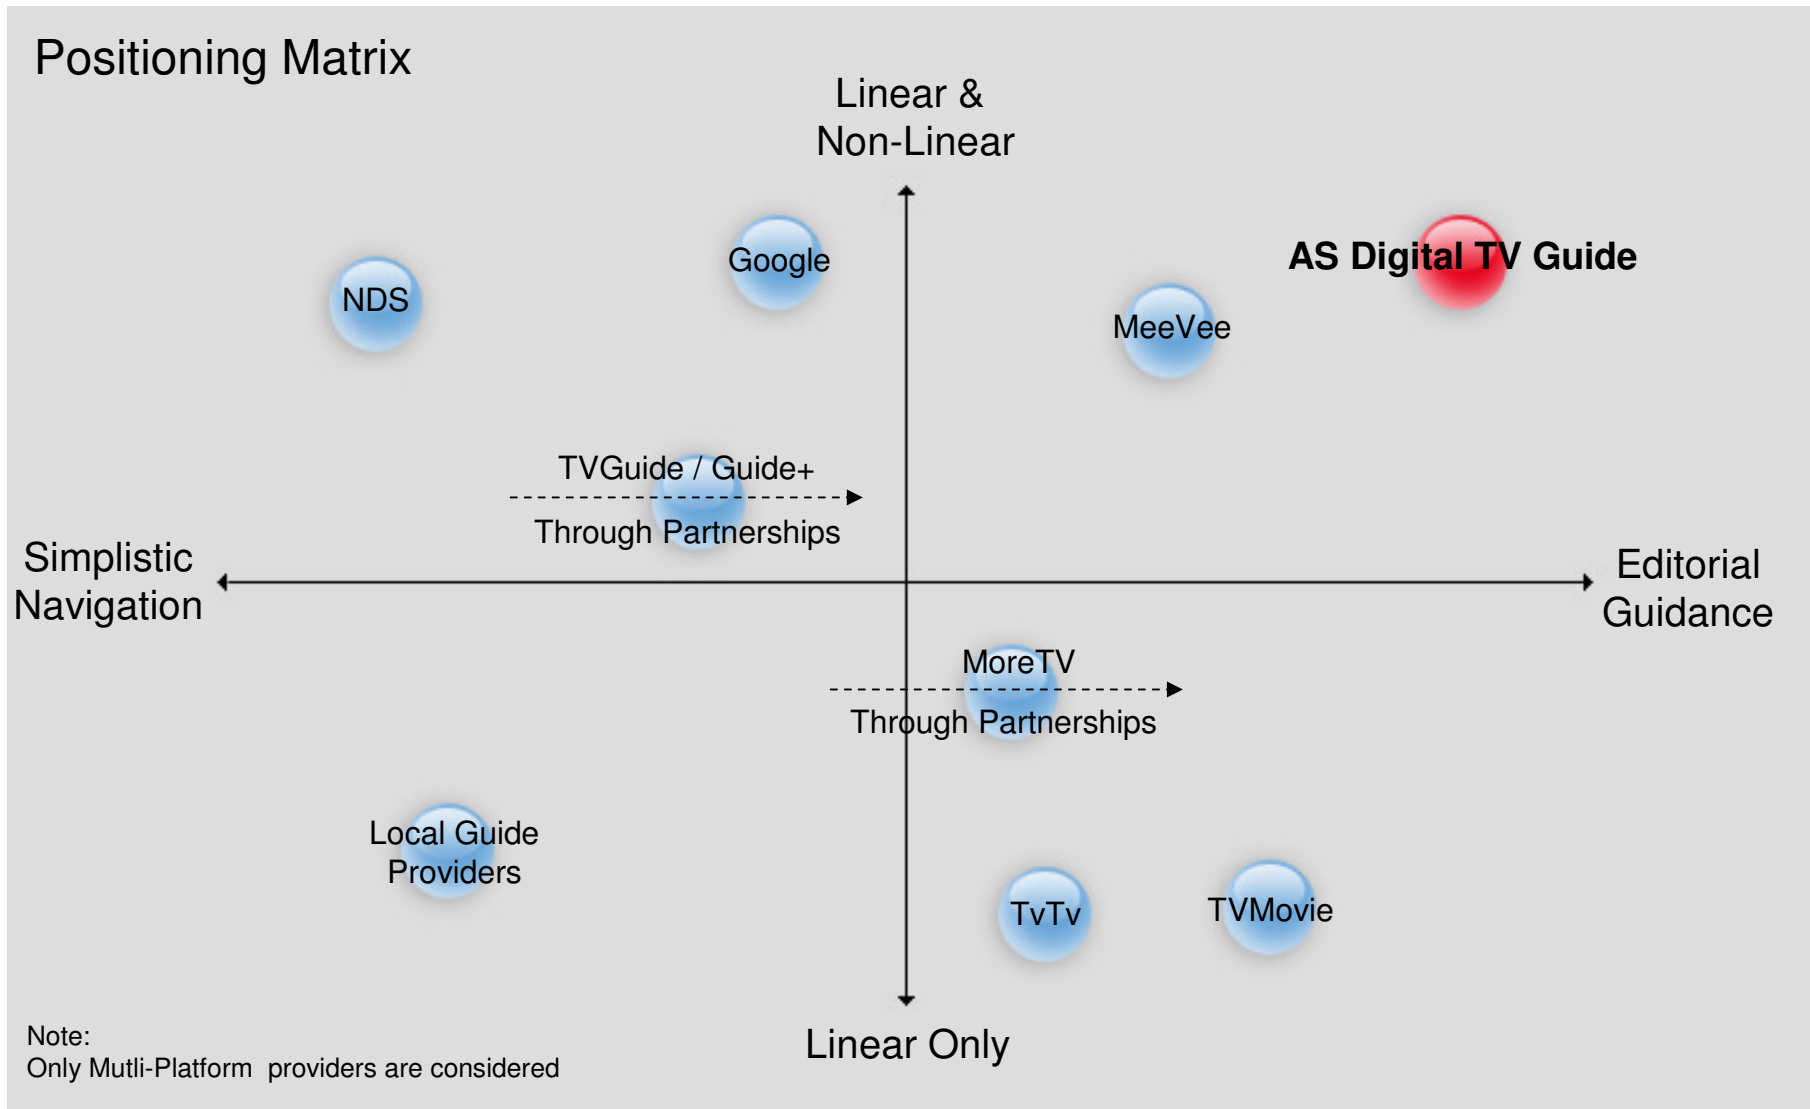 Positioning Matrix
Linear &
Non-Linear
Google
AS Digital TV Guide
NDS
MeeVee
TVGuide / Guide+
Through Partnerships
Simplistic
Navigation
Editorial
Guidance
MoreTV
Through Partnerships
Local Guide
Providers
TvTv
TVMovie
Linear Only
Note:
Only Mutli-Platform providers are considered